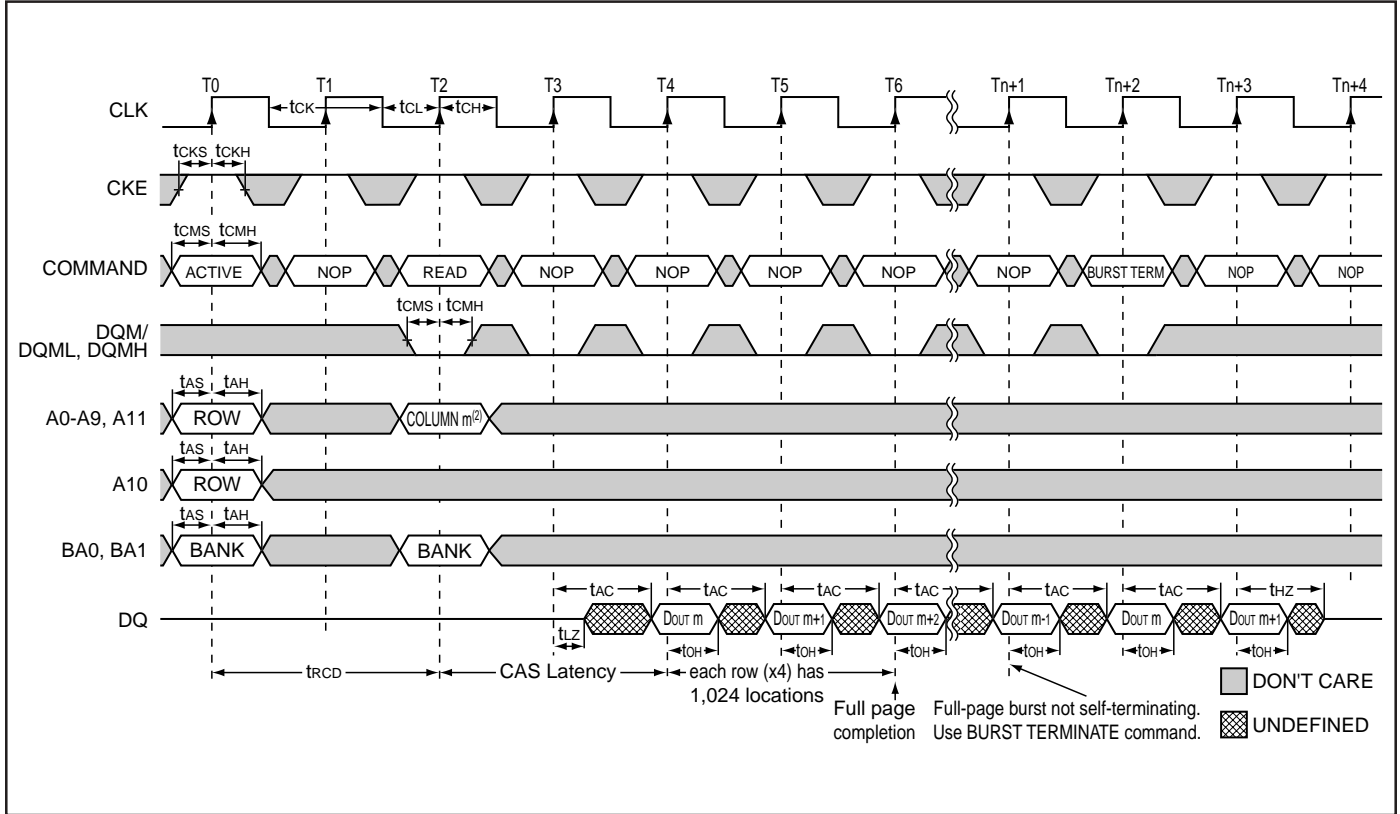 T0 T1 T2 T3 T4 T5 T6 Tn+1 Tn+2 Tn+3 Tn+4
CLK
tCK tCL tCH
tCKS tCKH
CKE
tCMS tCMH
COMMAND ACTIVE NOP READ NOP NOP NOP NOP NOP BURST TERM NOP NOP
tCMS tCMH
DQM/
DQML, DQMH
tAS tAH
A0-A9, A11 ROW COLUMN m(2)
tAS tAH
A10 ROW
tAS tAH
BA0, BA1 BANK BANK
tAC tAC tAC tAC tAC tAC tHZ
DQ DOUT m DOUT m+1 DOUT m+2 DOUT m-1 DOUT m DOUT m+1
tLZ tOH tOH tOH tOH tOH tOH
tRCD CAS Latency each row (x4) has
1,024 locations
Full page
completion
Full-page burst not self-terminating.
Use BURST TERMINATE command.
DON'T CARE
UNDEFINED